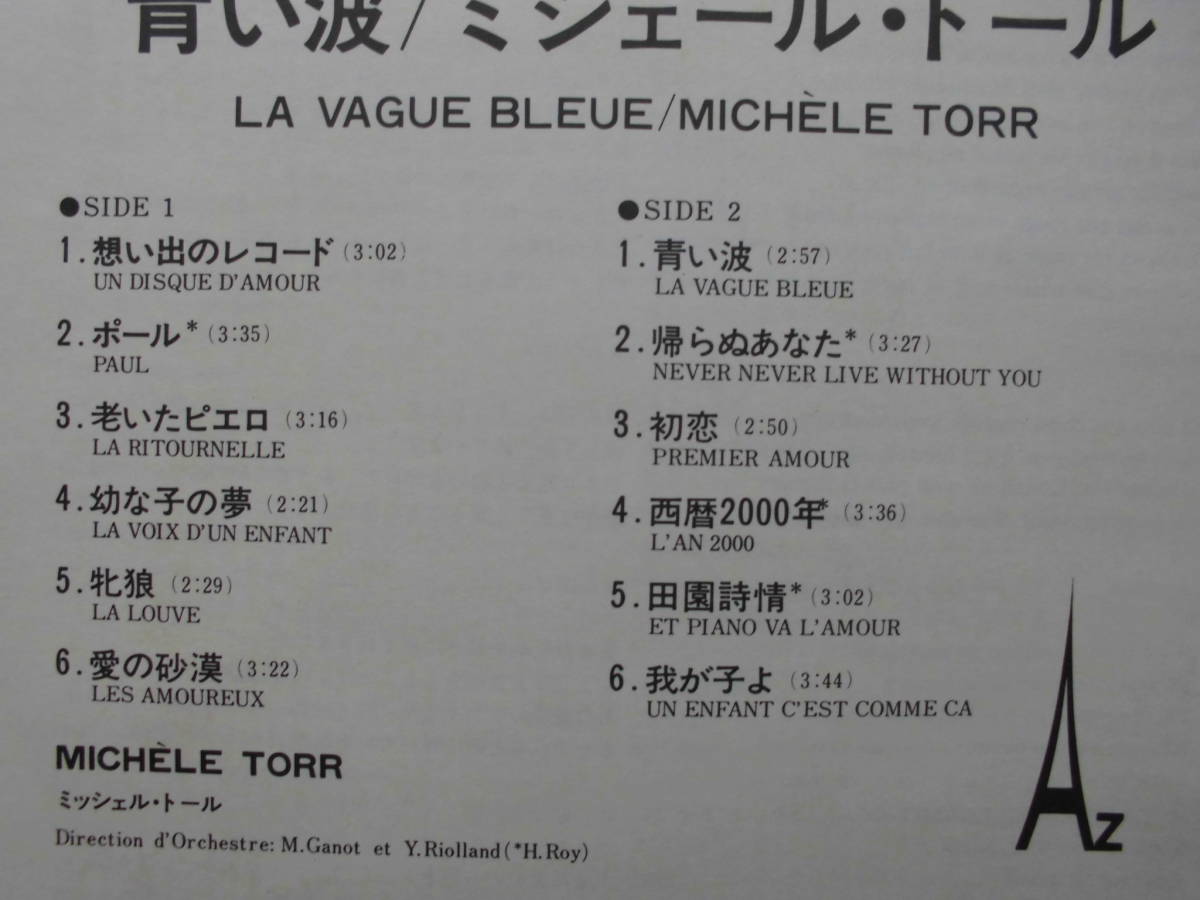 青い波/ミシェール・トール
LA VAGUE BLEUE/MICHÈLE TORR
●SIDE 1
1.想い出のレコード(3:02)
UN DISQUE D'AMOUR
2.ポール*(3:35)
PAUL
3.老いたピエロ(3:16)
LA RITOURNELLE
4.幼な子の夢(2:21)
LA VOIX D'UN ENFANT
5.牝狼(2:29)
LA LOUVE
6.愛の砂漠(3:22)
LES AMOUREUX
●SIDE 2
1.青い波(2:57)
LA VAGUE BLEUE
2.帰らぬあなた*(3:27)
NEVER NEVER LIVE WITHOUT YOU
3.初恋(2:50)
PREMIER AMOUR
4.西暦2000年*(3:36)
L'AN 2000
5.田園詩情*(3:02)
ET PIANO VA L'AMOUR
6.我が子よ(3:44)
UN ENFANT C'EST COMME CA
MICHÈLE TORR
ミッシェル・トール
Direction d'Orchestre: M.Ganot et Y.Riolland(*H.Roy)
AZ